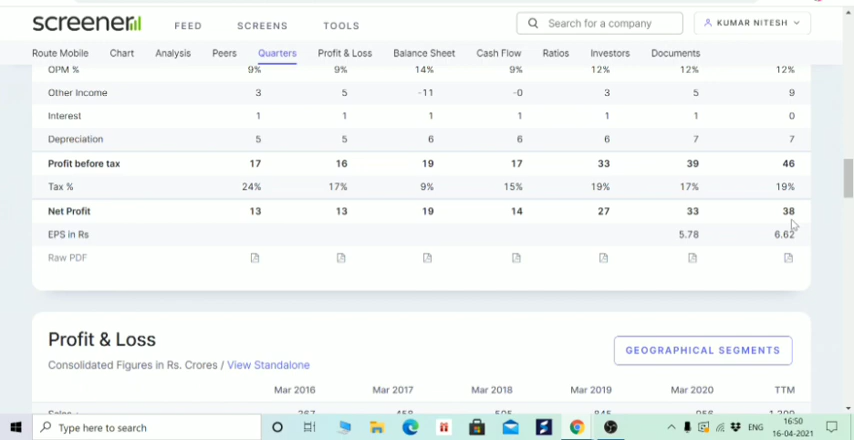 screener
FEED SCREENS TOOLS
Search for a company
KUMAR NITESH
Route Mobile Chart Analysis Peers Quarters Profit & Loss Balance Sheet Cash Flow Ratios Investors Documents
OPM % 9% 9% 14% 9% 12% 12% 12%
Other Income 3 5 -11 -0 3 5 9
Interest 1 1 1 1 1 1 0
Depreciation 5 5 6 6 6 7 7
Profit before tax 17 16 19 17 33 39 46
Tax % 24% 17% 9% 15% 19% 17% 19%
Net Profit 13 13 19 14 27 33 38
EPS in Rs 5.78 6.62
Raw PDF
Profit & Loss
Consolidated Figures in Rs. Crores / View Standalone
GEOGRAPHICAL SEGMENTS
Mar 2016 Mar 2017 Mar 2018 Mar 2019 Mar 2020 TTM
Type here to search
ENG
16:50
16-04-2021